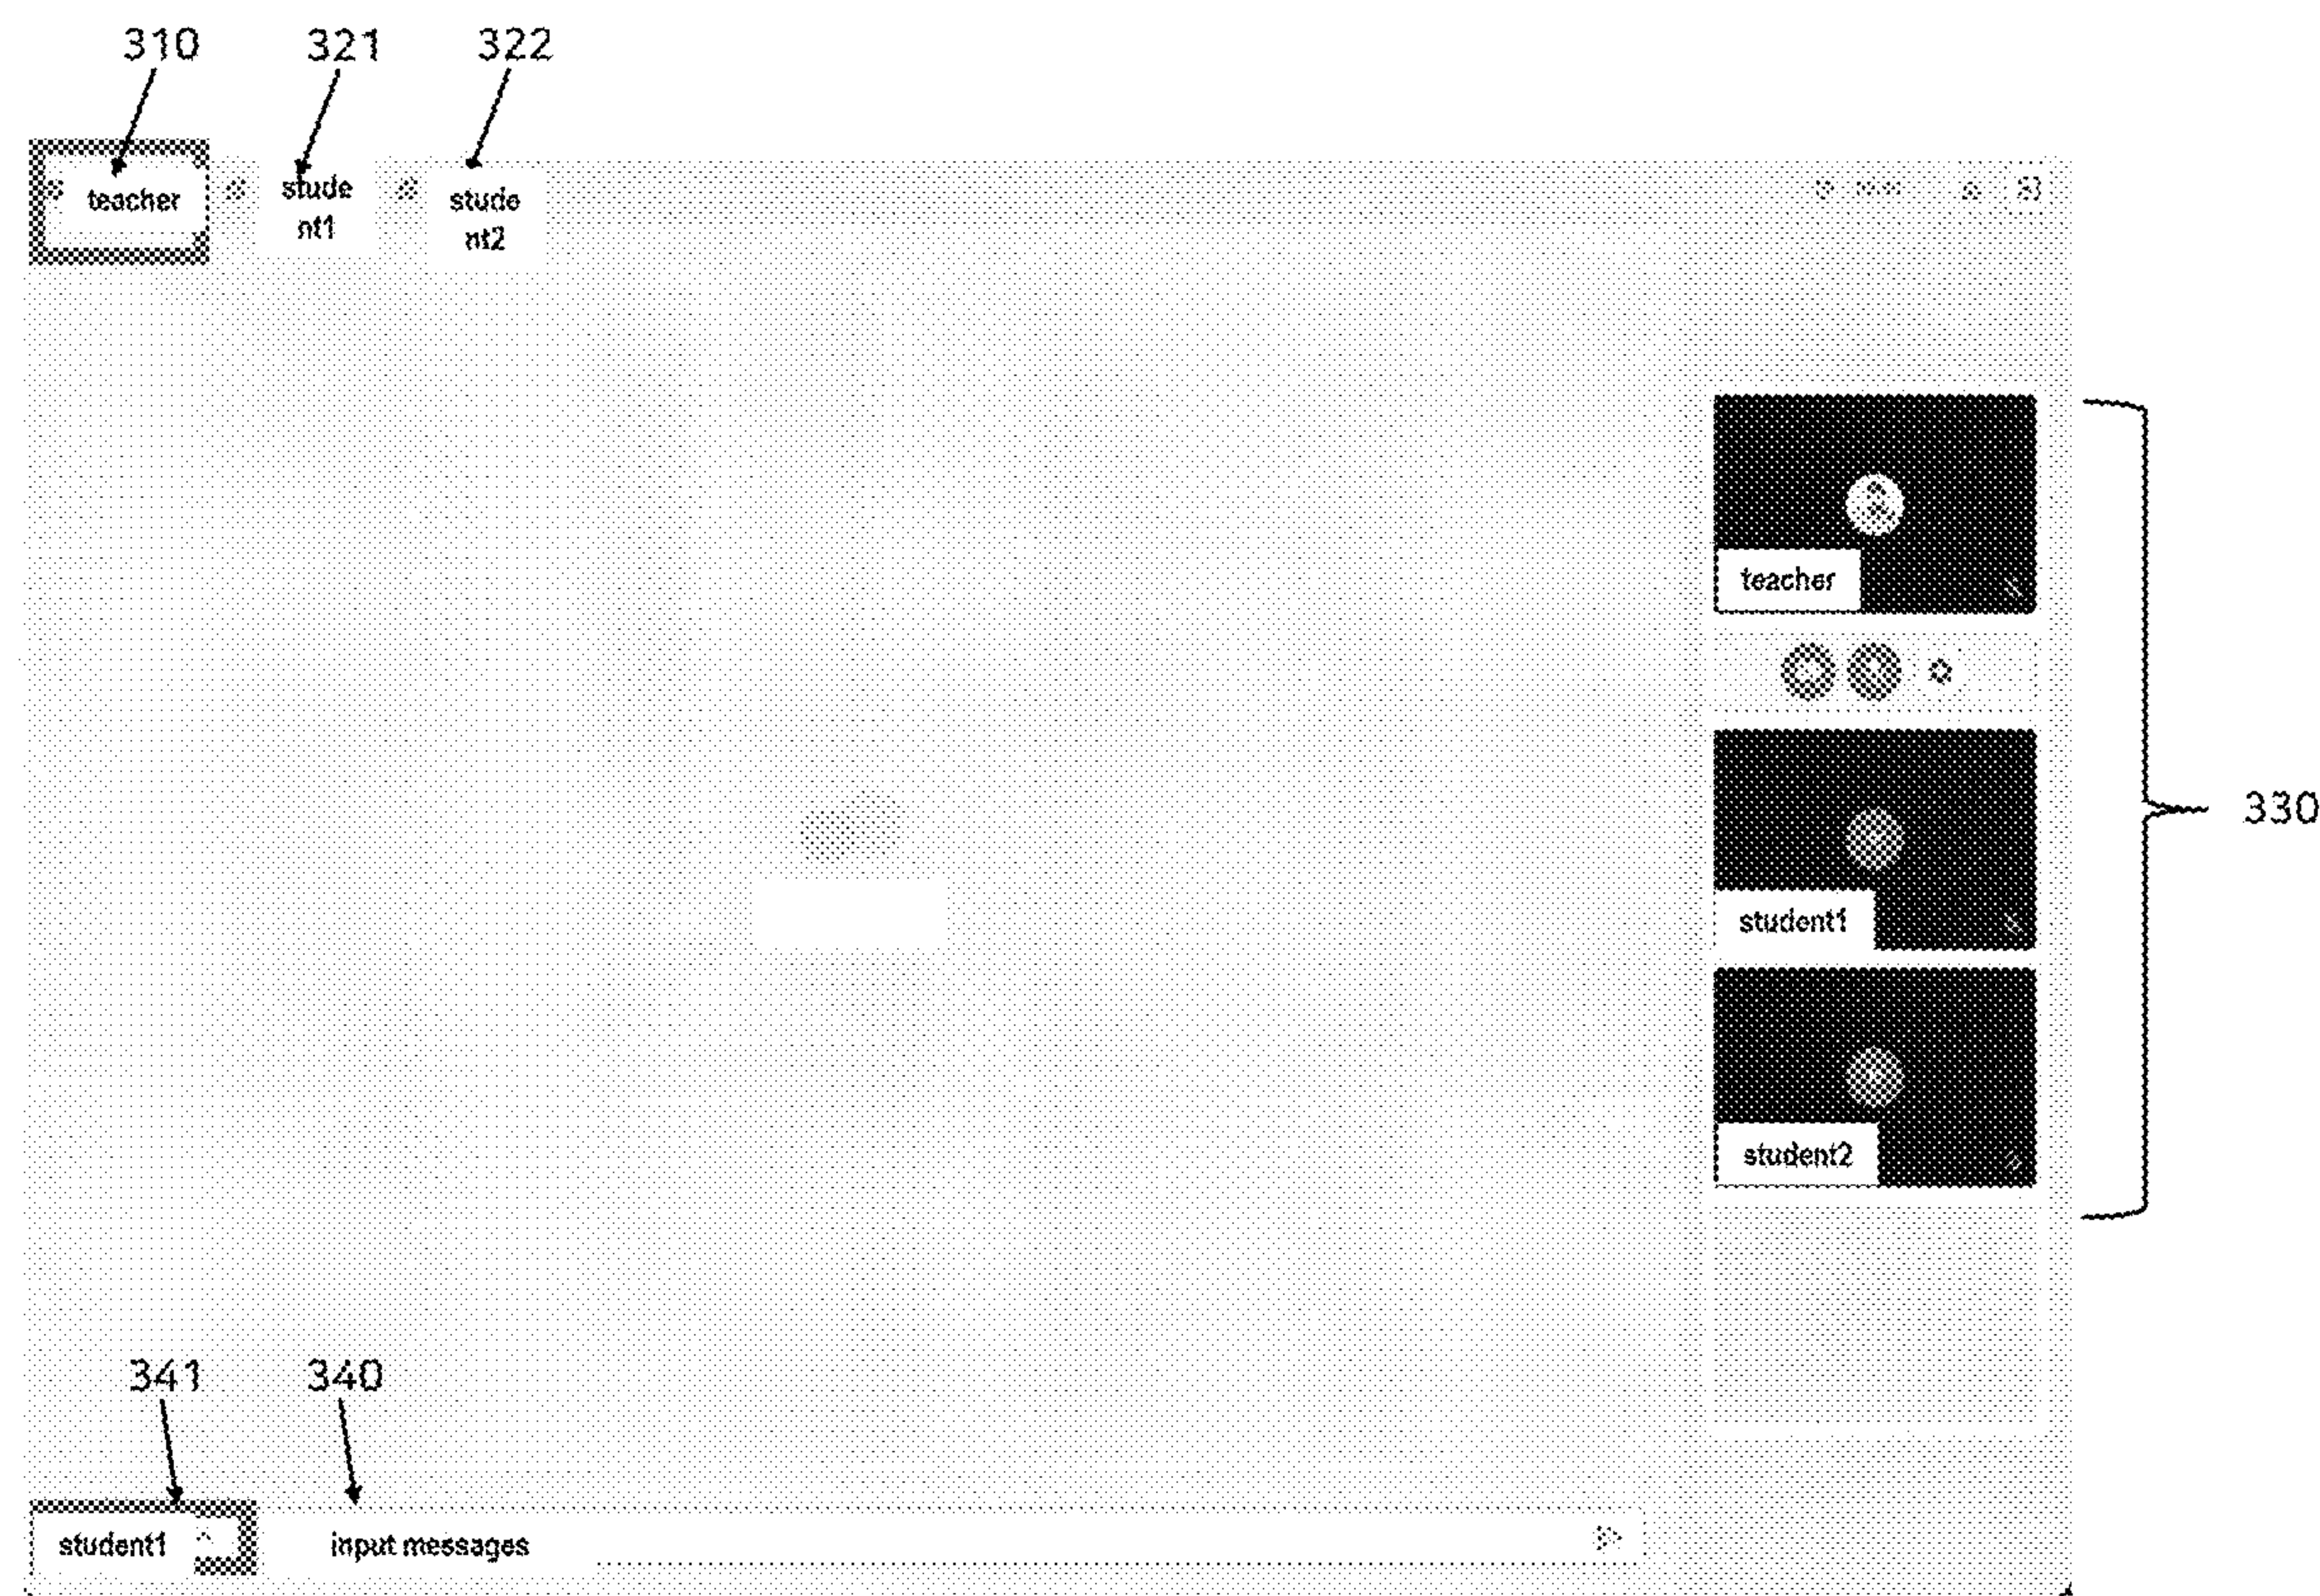 310 321 322
teacher
stude
nt1
stude
nt2
teacher
330
student1
student2
341 340
student1
input messages